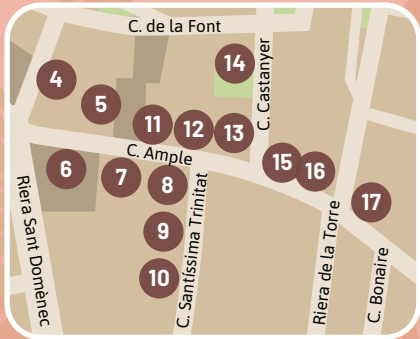 C. de la Font
14
4
5
C. Castanyer
11
12
13
C. Ample
15
16
6
7
8
17
Riera Sant Domènec
C. Santíssima Trinitat
9
10
Riera de la Torre
C. Bonaire